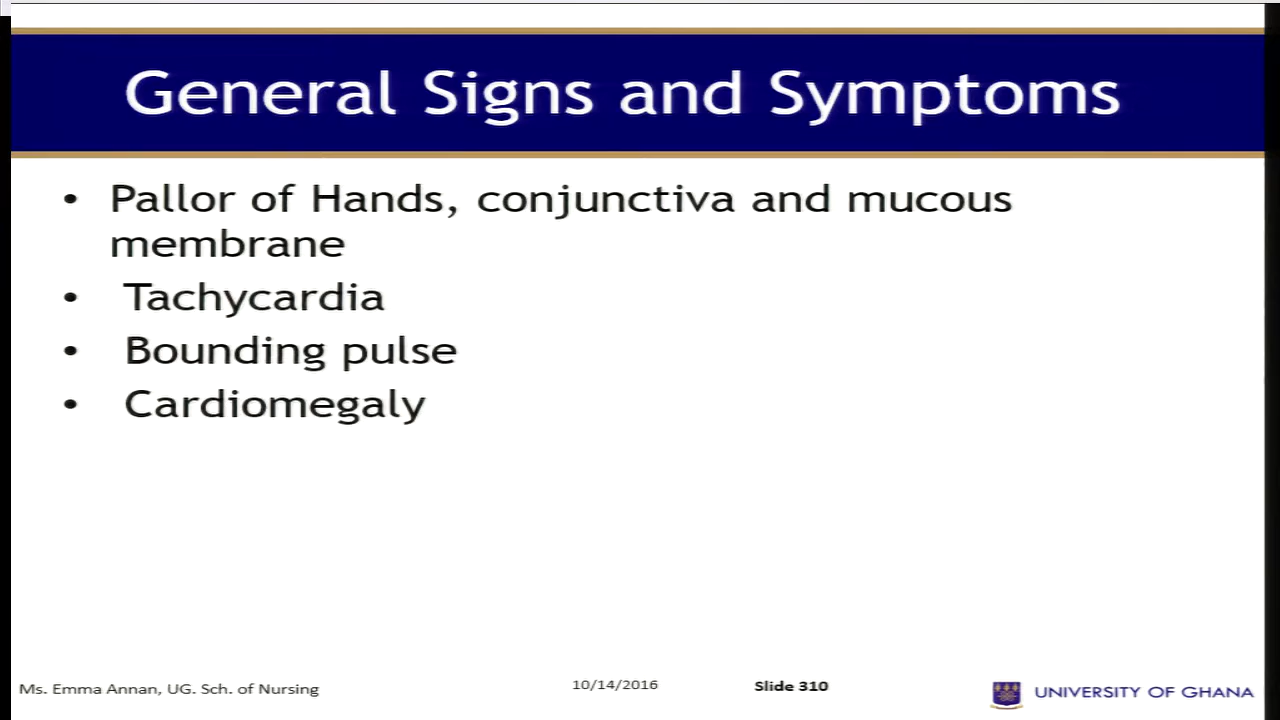 General Signs and Symptoms
• Pallor of Hands, conjunctiva and mucous
membrane
• Tachycardia
• Bounding pulse
• Cardiomegaly
Ms. Emma Annan, UG. Sch. of Nursing
10/14/2016
Slide 310
UNIVERSITY OF GHANA